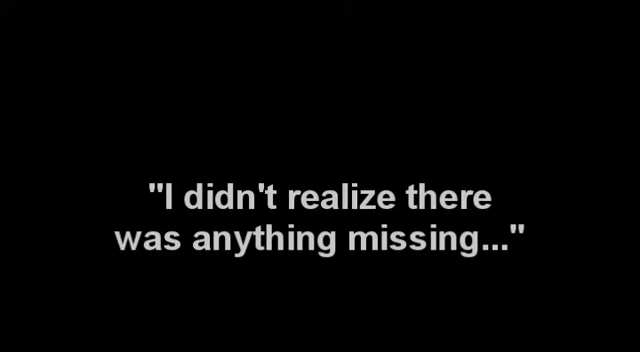 "I didn't realize there
was anything missing..."